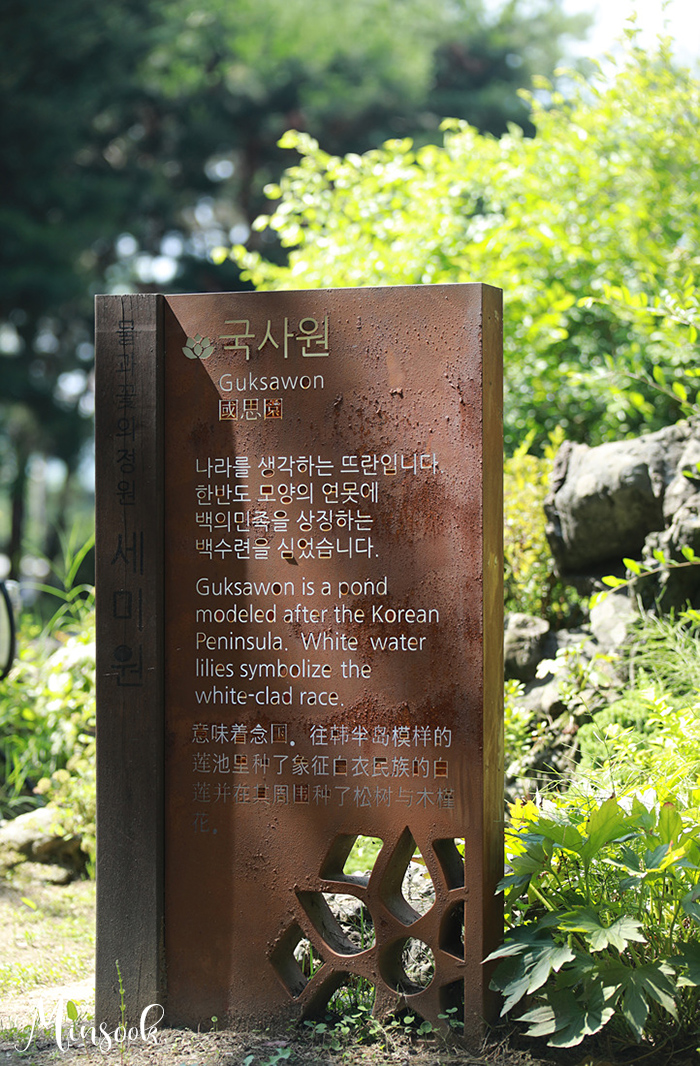 물과 꽃의 정원
세미원
국사원
Guksawon
國思園
나라를 생각하는 뜨란입니다.
한반도 모양의 연못에
백의민족을 상징하는
백수련을 심었습니다.
Guksawon is a pond
modeled after the Korean
Peninsula. White water
lilies symbolize the
white-clad race.
意味着念国。往韩半岛模样的
莲池里种了象征白衣民族的白
莲并在其周围种了松树与木槿
花。
Minsook